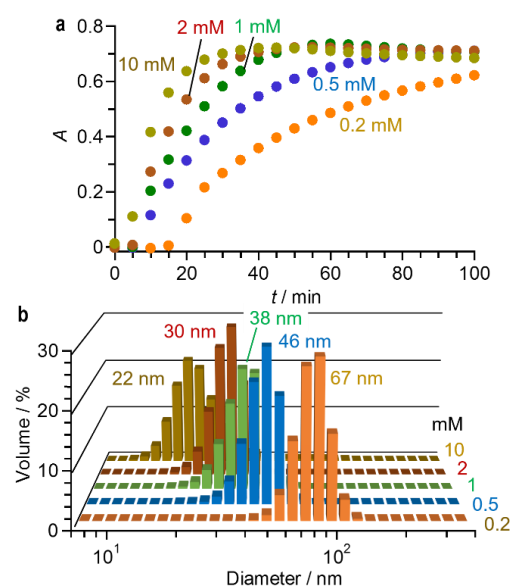 a
0.8
0.6
0.4
0.2
0
A
2 mM
1 mM
10 mM
0.5 mM
0.2 mM
0 20 40 60 80 100
t / min
b
30
20
10
0
Volume / %
22 nm
30 nm
38 nm
46 nm
67 nm
mM
10
2
1
0.5
0.2
10¹ 10²
Diameter / nm